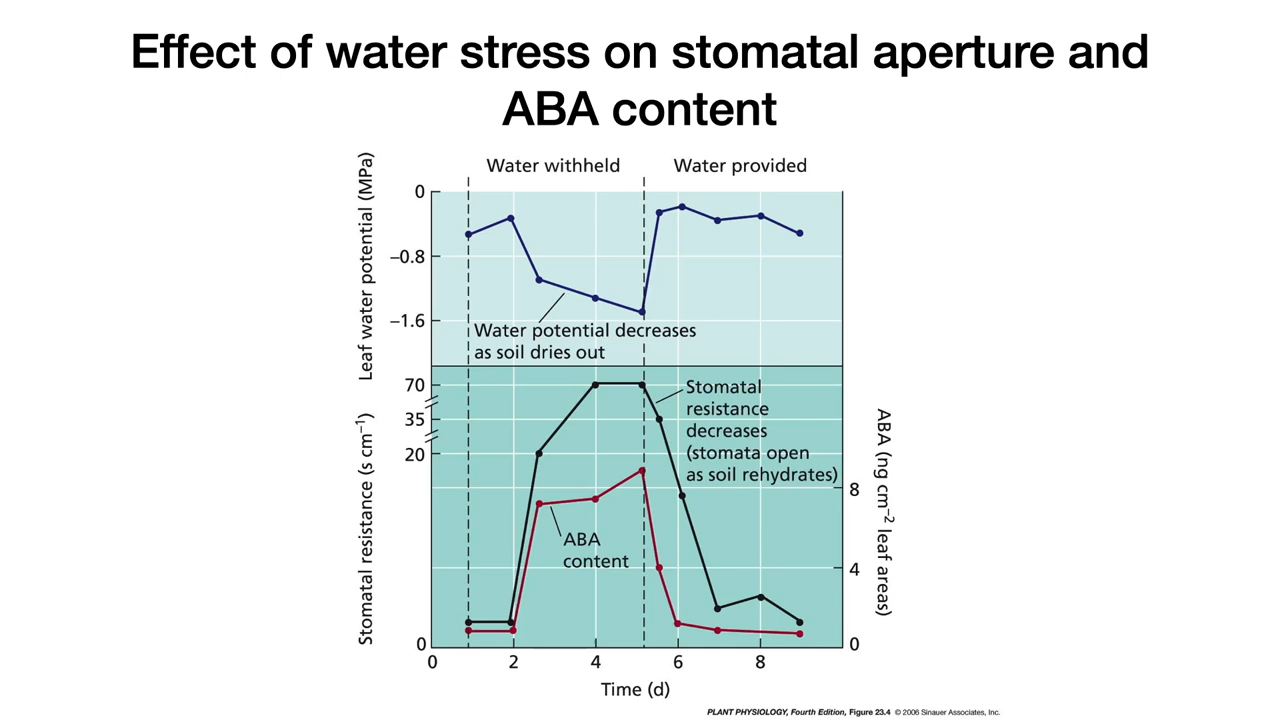 Effect of water stress on stomatal aperture and
ABA content
Water withheld
Water provided
Leaf water potential (MPa)
0
–0.8
–1.6
Water potential decreases
as soil dries out
Stomatal resistance (s cm–1)
70
35
20
0
Stomatal
resistance
decreases
(stomata open
as soil rehydrates)
ABA
content
ABA (ng cm–2 leaf areas)
8
4
0
0
2
4
6
8
Time (d)
PLANT PHYSIOLOGY, Fourth Edition, Figure 23.4 © 2006 Sinauer Associates, Inc.